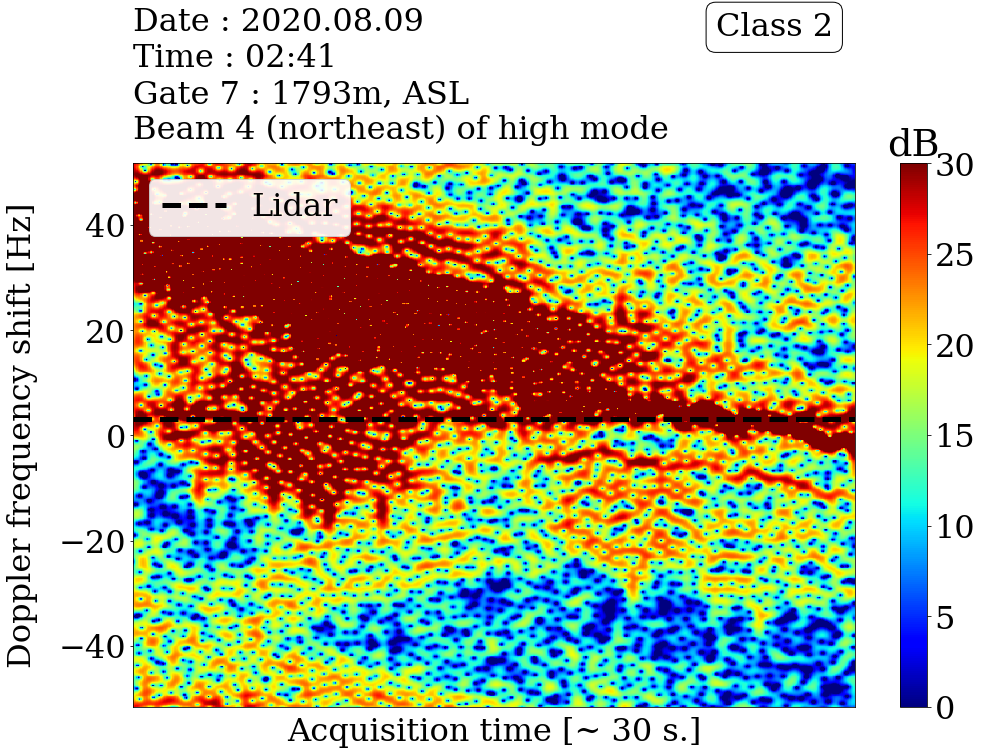 Date : 2020.08.09
Time : 02:41
Gate 7 : 1793m, ASL
Beam 4 (northeast) of high mode
Class 2
dB
Lidar
Doppler frequency shift [Hz]
40
20
0
−20
−40
Acquisition time [~ 30 s.]
30
25
20
15
10
5
0